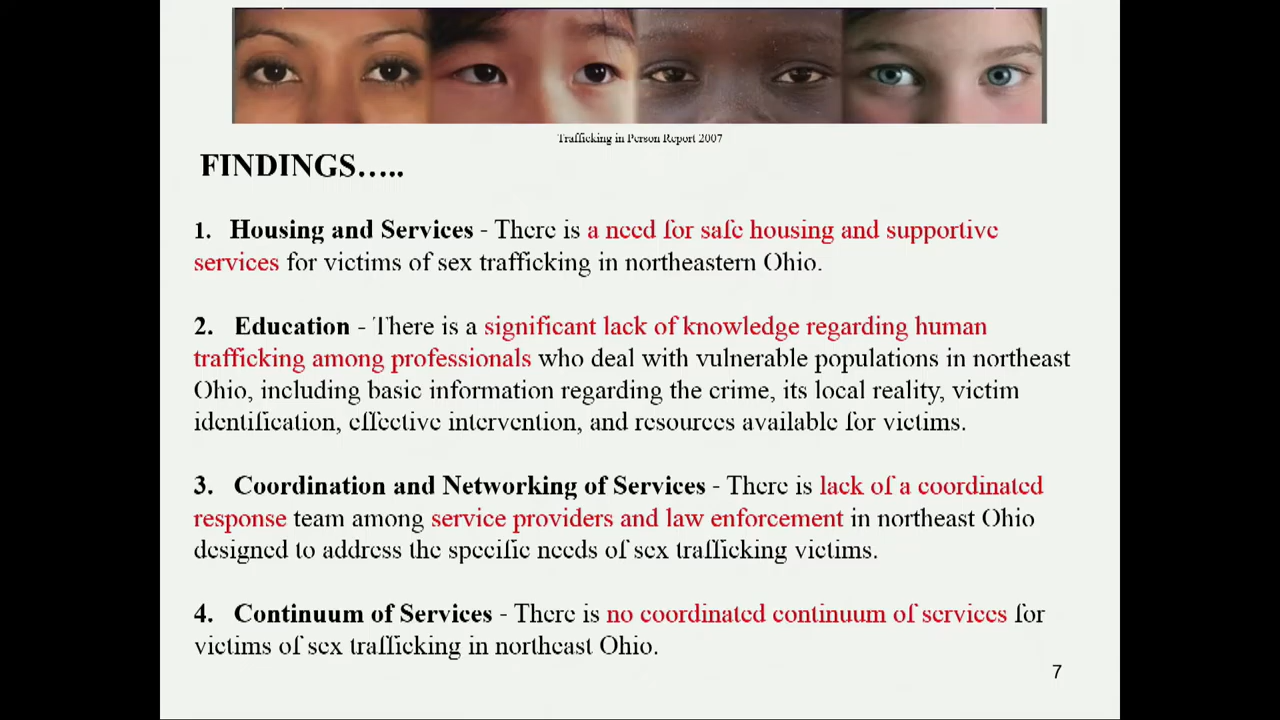 Trafficking in Person Report 2007
FINDINGS.....
1. Housing and Services - There is a need for safe housing and supportive
services for victims of sex trafficking in northeastern Ohio.
2. Education - There is a significant lack of knowledge regarding human
trafficking among professionals who deal with vulnerable populations in northeast
Ohio, including basic information regarding the crime, its local reality, victim
identification, effective intervention, and resources available for victims.
3. Coordination and Networking of Services - There is lack of a coordinated
response team among service providers and law enforcement in northeast Ohio
designed to address the specific needs of sex trafficking victims.
4. Continuum of Services - There is no coordinated continuum of services for
victims of sex trafficking in northeast Ohio.
7